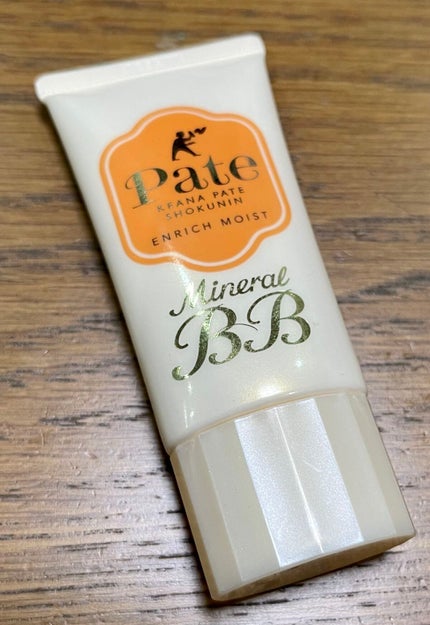 Pate
KEANA PATE
SHOKUNIN
ENRICH MOIST
Mineral
BB